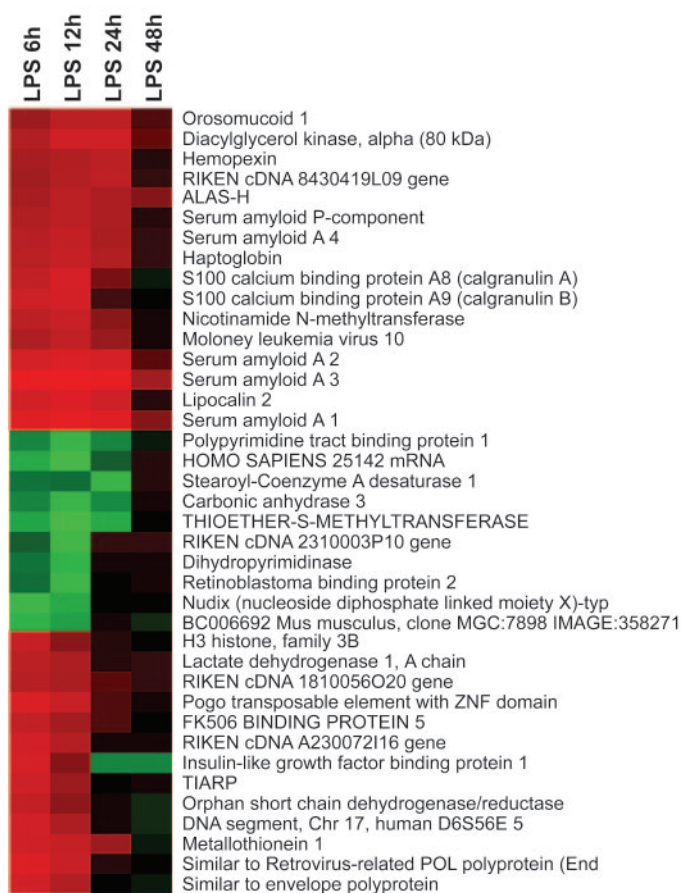 LPS 6h LPS 12h LPS 24h LPS 48h
Orosomucoid 1
Diacylglycerol kinase, alpha (80 kDa)
Hemopexin
RIKEN cDNA 8430419L09 gene
ALAS-H
Serum amyloid P-component
Serum amyloid A 4
Haptoglobin
S100 calcium binding protein A8 (calgranulin A)
S100 calcium binding protein A9 (calgranulin B)
Nicotinamide N-methyltransferase
Moloney leukemia virus 10
Serum amyloid A 2
Serum amyloid A 3
Lipocalin 2
Serum amyloid A 1
Polypyrimidine tract binding protein 1
HOMO SAPIENS 25142 mRNA
Stearoyl-Coenzyme A desaturase 1
Carbonic anhydrase 3
THIOETHER-S-METHYLTRANSFERASE
RIKEN cDNA 2310003P10 gene
Dihydropyrimidinase
Retinoblastoma binding protein 2
Nudix (nucleoside diphosphate linked moiety X)-typ
BC006692 Mus musculus, clone MGC:7898 IMAGE:358271
H3 histone, family 3B
Lactate dehydrogenase 1, A chain
RIKEN cDNA 1810056O20 gene
Pogo transposable element with ZNF domain
FK506 BINDING PROTEIN 5
RIKEN cDNA A230072I16 gene
Insulin-like growth factor binding protein 1
TIARP
Orphan short chain dehydrogenase/reductase
DNA segment, Chr 17, human D6S56E 5
Metallothionein 1
Similar to Retrovirus-related POL polyprotein (End
Similar to envelope polyprotein